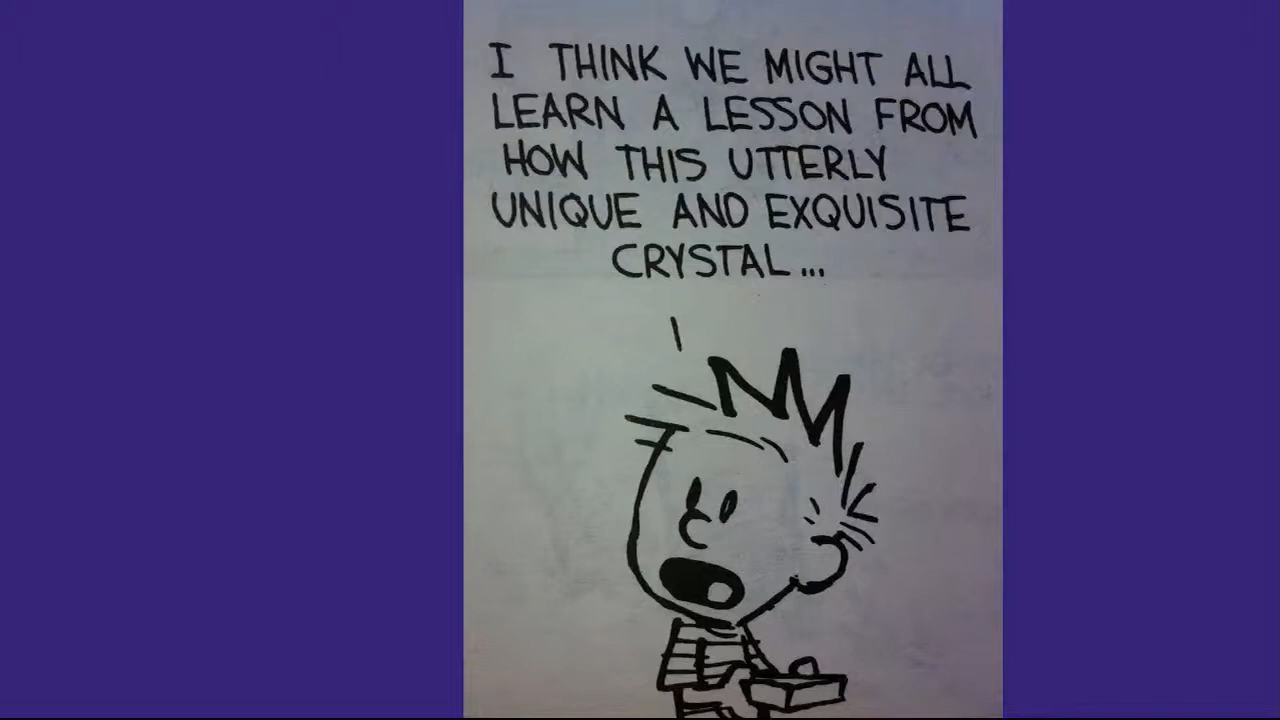 I THINK WE MIGHT ALL
LEARN A LESSON FROM
HOW THIS UTTERLY
UNIQUE AND EXQUISITE
CRYSTAL...